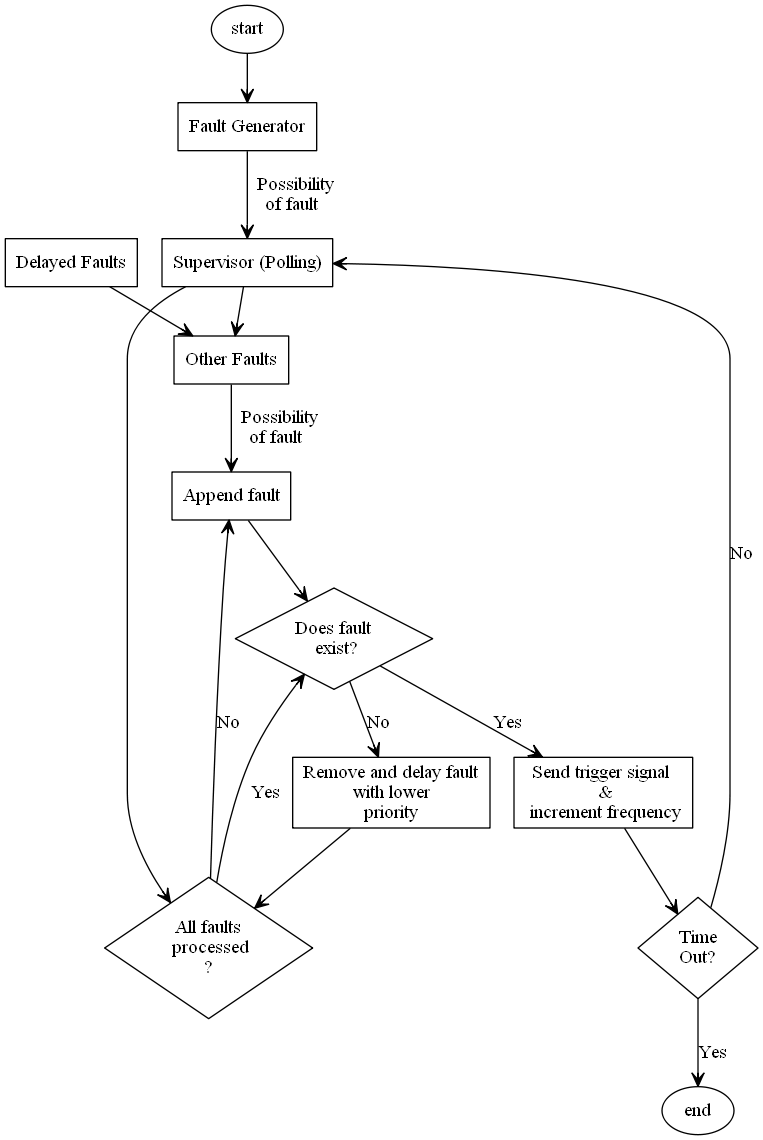 start
Fault Generator
Possibility
of fault
Delayed Faults
Supervisor (Polling)
Other Faults
Possibility
of fault
Append fault
No
Does fault
exist?
No
Yes
No
Yes
Remove and delay fault
with lower
priority
Send trigger signal
&
increment frequency
All faults
processed
?
Time
Out?
Yes
end